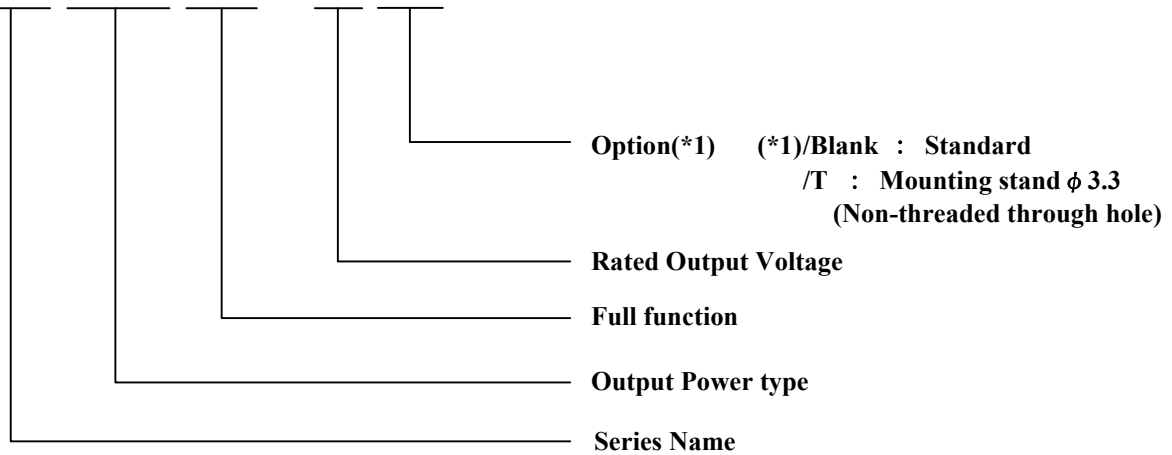 Option(*1) (*1)/Blank : Standard
/T : Mounting stand φ 3.3
(Non-threaded through hole)
Rated Output Voltage
Full function
Output Power type
Series Name